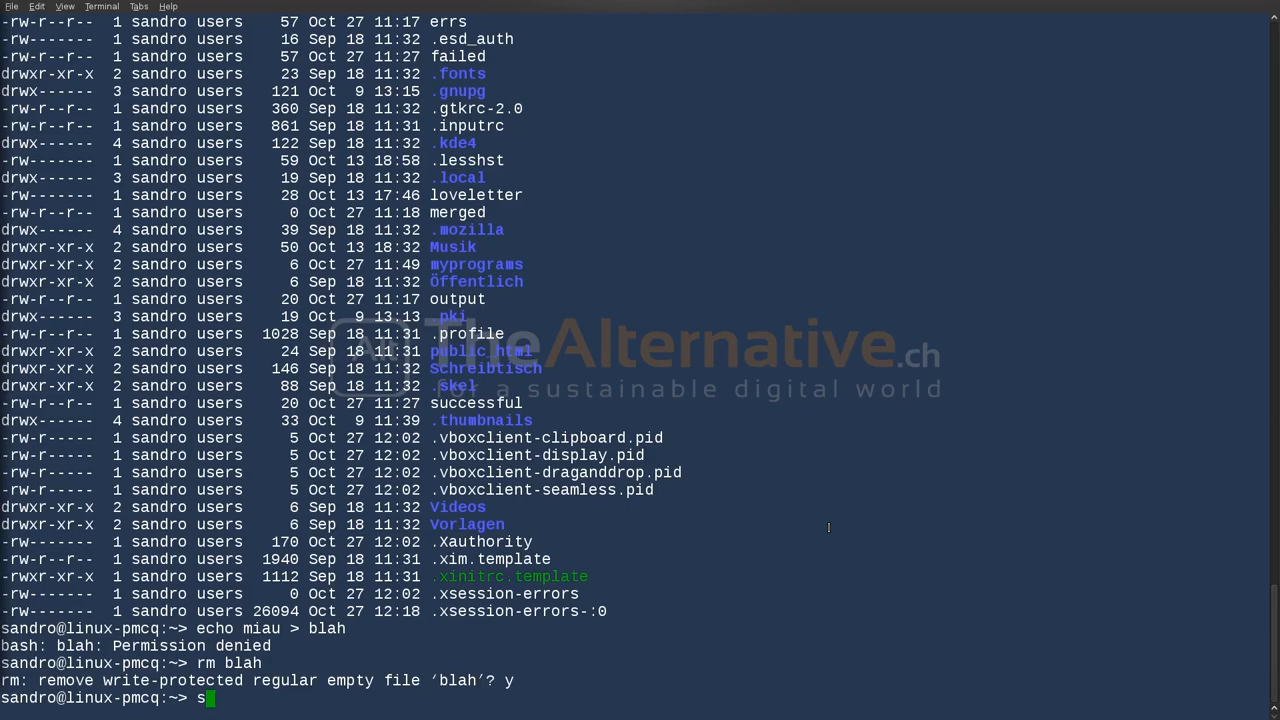 File Edit View Terminal Tabs Help
-rw-r--r-- 1 sandro users 57 Oct 27 11:17 errs
-rw------- 1 sandro users 16 Sep 18 11:32 .esd_auth
-rw-r--r-- 1 sandro users 57 Oct 27 11:27 failed
drwxr-xr-x 2 sandro users 23 Sep 18 11:32 .fonts
drwx------ 3 sandro users 121 Oct 9 13:15 .gnupg
-rw-r--r-- 1 sandro users 360 Sep 18 11:32 .gtkrc-2.0
-rw-r--r-- 1 sandro users 861 Sep 18 11:31 .inputrc
drwx------ 4 sandro users 122 Sep 18 11:32 .kde4
-rw------- 1 sandro users 59 Oct 13 18:58 .lesshst
drwx------ 3 sandro users 19 Sep 18 11:32 .local
-rw-r--r-- 1 sandro users 28 Oct 13 17:46 loveletter
-rw-r--r-- 1 sandro users 0 Oct 27 11:18 merged
drwx------ 4 sandro users 39 Sep 18 11:32 .mozilla
drwxr-xr-x 2 sandro users 50 Oct 13 18:32 Musik
drwxr-xr-x 2 sandro users 6 Oct 27 11:49 myprograms
drwxr-xr-x 2 sandro users 6 Sep 18 11:32 Öffentlich
-rw-r--r-- 1 sandro users 20 Oct 27 11:17 output
drwx------ 3 sandro users 19 Oct 9 13:13 .pki
-rw-r--r-- 1 sandro users 1028 Sep 18 11:31 .profile
drwxr-xr-x 2 sandro users 24 Sep 18 11:31 public_html
drwxr-xr-x 2 sandro users 146 Sep 18 11:32 Schreibtisch
drwxr-xr-x 2 sandro users 88 Sep 18 11:32 .skel
-rw-r--r-- 1 sandro users 20 Oct 27 11:27 successful
drwx------ 4 sandro users 33 Oct 9 11:39 .thumbnails
-rw-r----- 1 sandro users 5 Oct 27 12:02 .vboxclient-clipboard.pid
-rw-r----- 1 sandro users 5 Oct 27 12:02 .vboxclient-display.pid
-rw-r----- 1 sandro users 5 Oct 27 12:02 .vboxclient-draganddrop.pid
-rw-r----- 1 sandro users 5 Oct 27 12:02 .vboxclient-seamless.pid
drwxr-xr-x 2 sandro users 6 Sep 18 11:32 Videos
drwxr-xr-x 2 sandro users 6 Sep 18 11:32 Vorlagen
-rw------- 1 sandro users 170 Oct 27 12:02 .Xauthority
-rw-r--r-- 1 sandro users 1940 Sep 18 11:31 .xim.template
-rwxr-xr-x 1 sandro users 1112 Sep 18 11:31 .xinitrc.template
-rw------- 1 sandro users 0 Oct 27 12:02 .xsession-errors
-rw------- 1 sandro users 26094 Oct 27 12:18 .xsession-errors-:0
sandro@linux-pmcq:~> echo miau > blah
bash: blah: Permission denied
sandro@linux-pmcq:~> rm blah
rm: remove write-protected regular empty file ‘blah’? y
sandro@linux-pmcq:~> s
Alt TheAlternative.ch
for a sustainable digital world